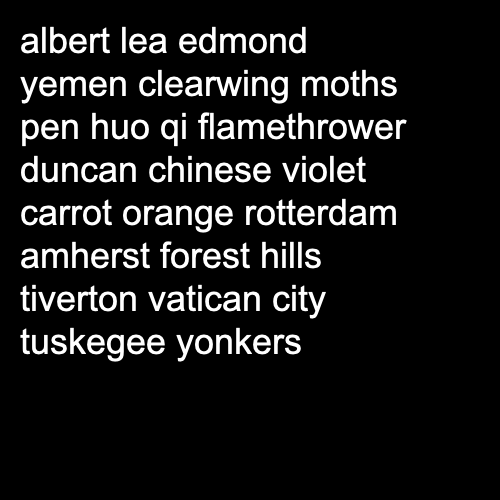 albert lea edmond
yemen clearwing moths
pen huo qi flamethrower
duncan chinese violet
carrot orange rotterdam
amherst forest hills
tiverton vatican city
tuskegee yonkers